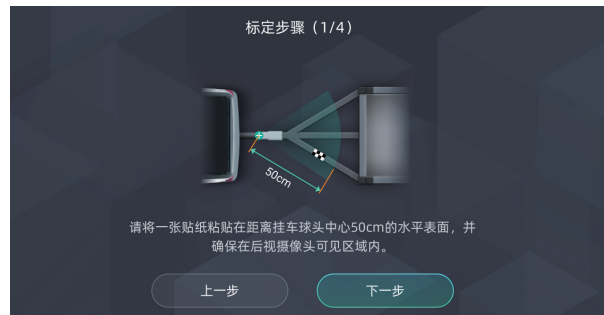 标定步骤（1/4）
50cm
请将一张贴纸粘贴在距离挂车球头中心50cm的水平表面，并
确保在后视摄像头可见区域内。
上一步
下一步